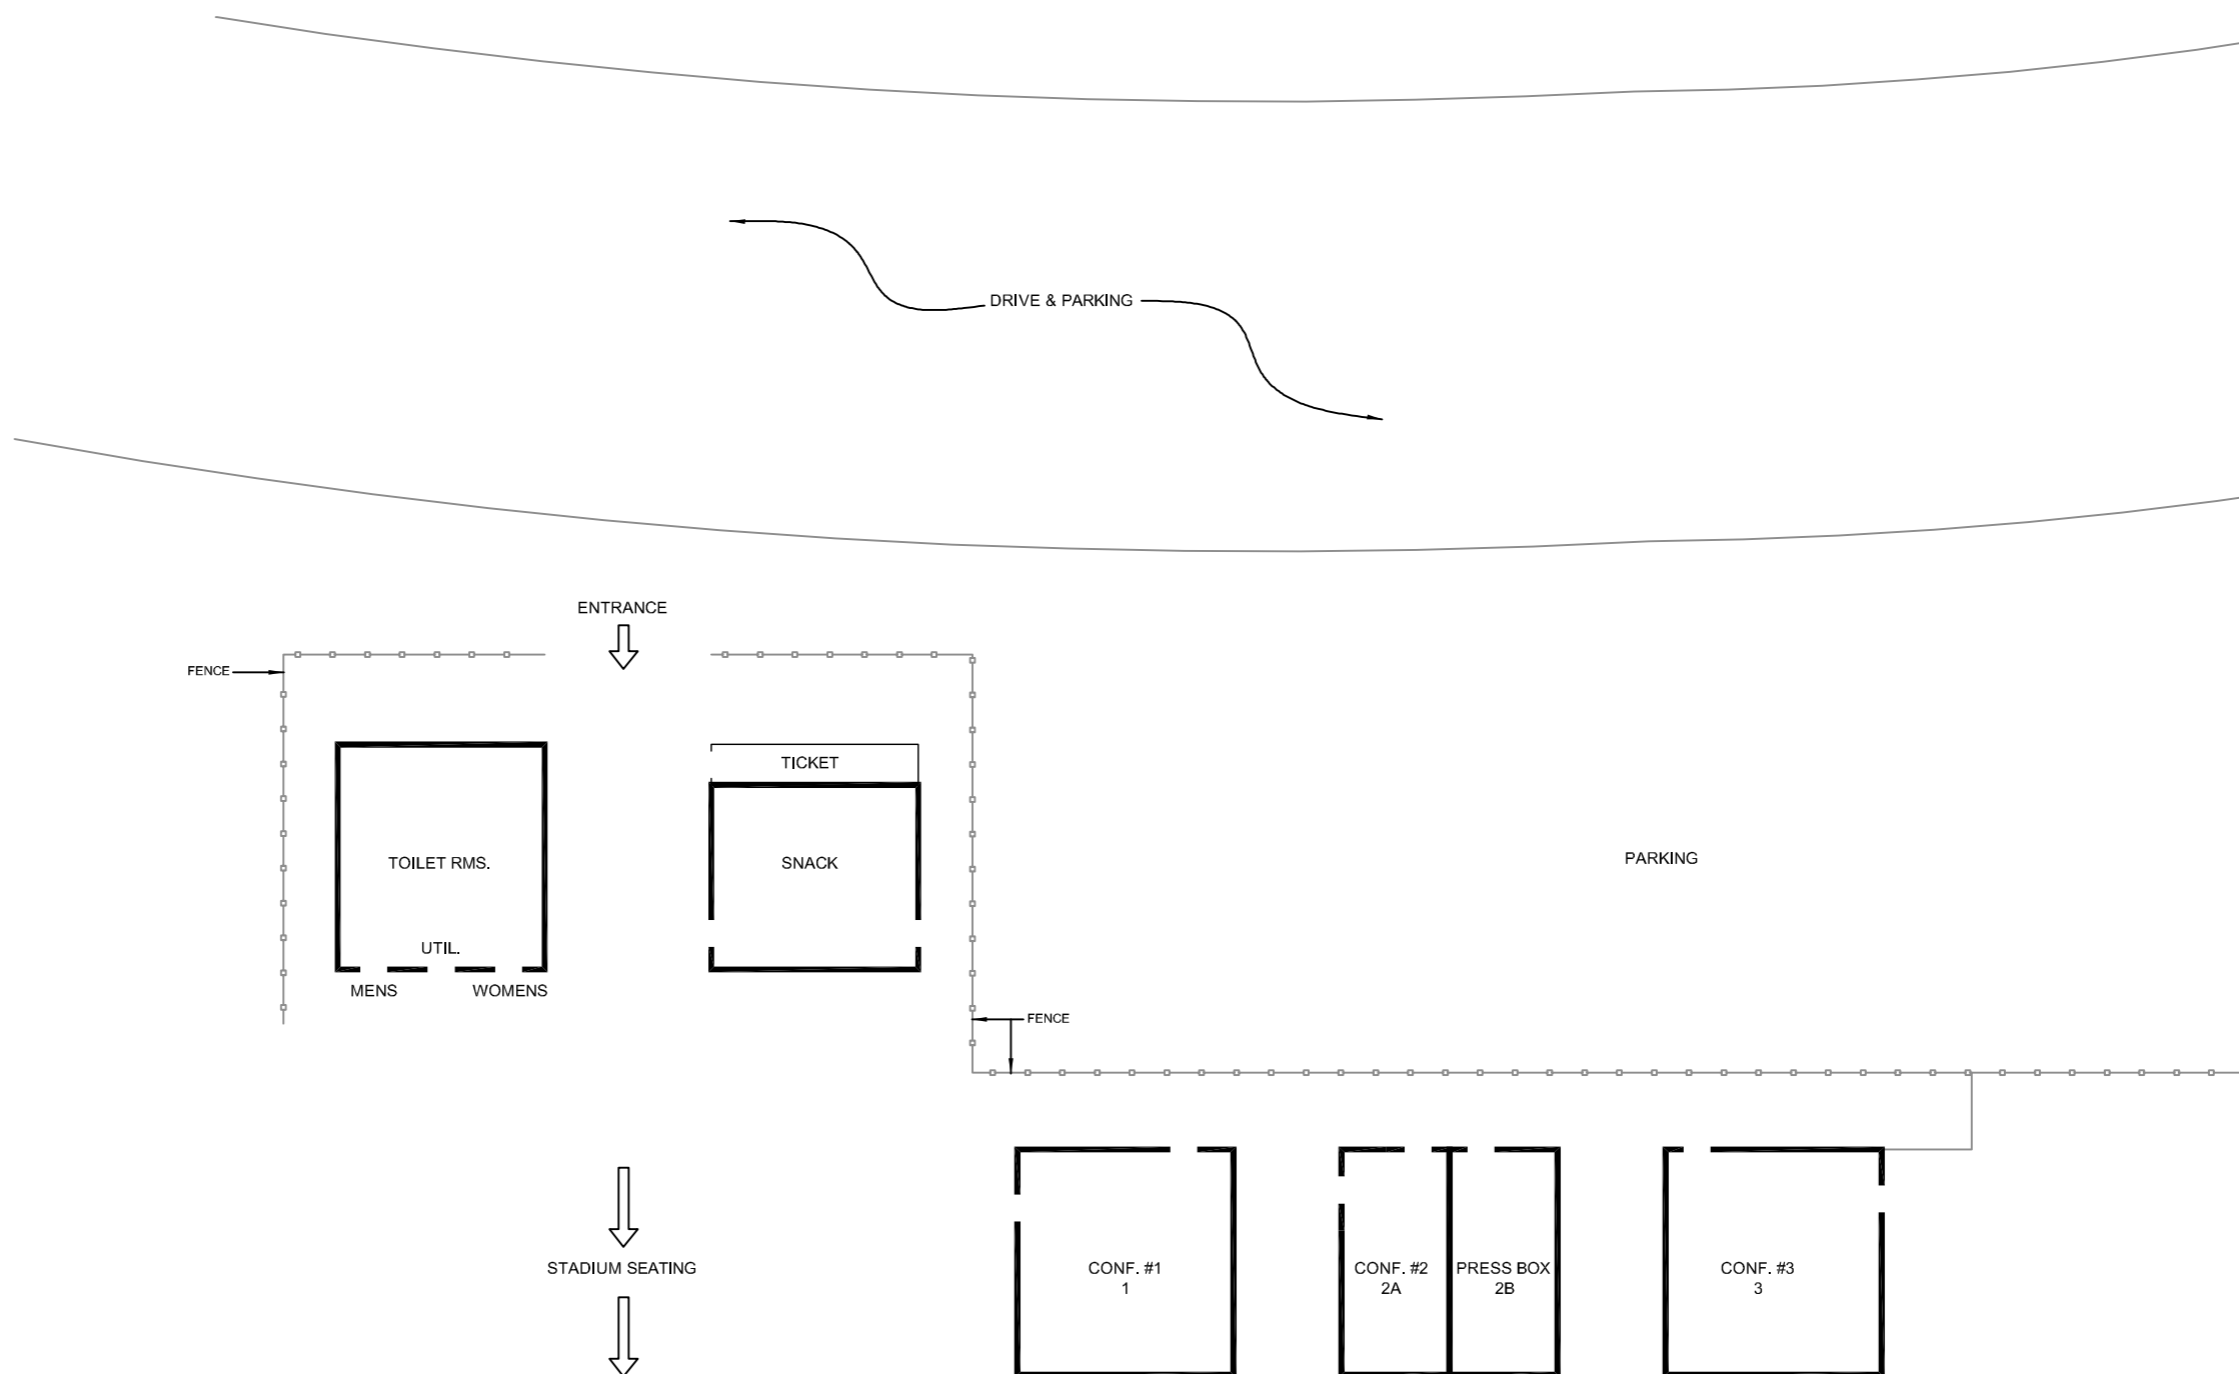 DRIVE & PARKING
ENTRANCE
FENCE
TICKET
TOILET RMS.
SNACK
PARKING
UTIL.
MENS
WOMENS
FENCE
STADIUM SEATING
CONF. #1
1
CONF. #2
2A
PRESS BOX
2B
CONF. #3
3